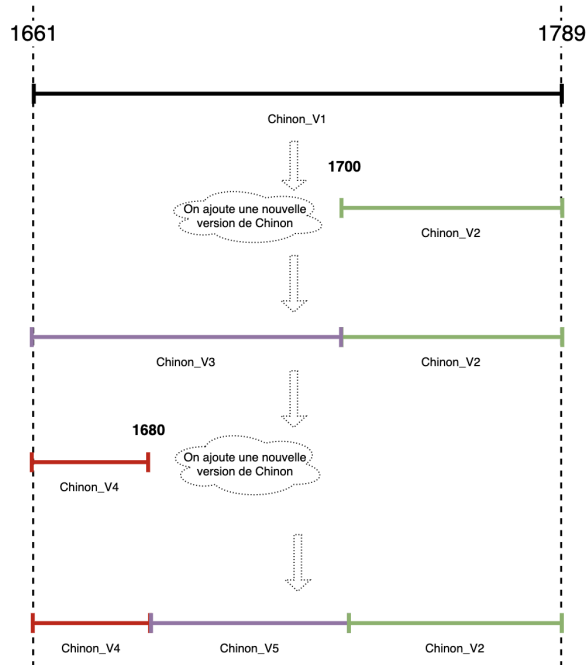 1661 1789
Chinon_V1
1700
On ajoute une nouvelle
version de Chinon
Chinon_V2
Chinon_V3 Chinon_V2
1680
On ajoute une nouvelle
version de Chinon
Chinon_V4
Chinon_V4 Chinon_V5 Chinon_V2